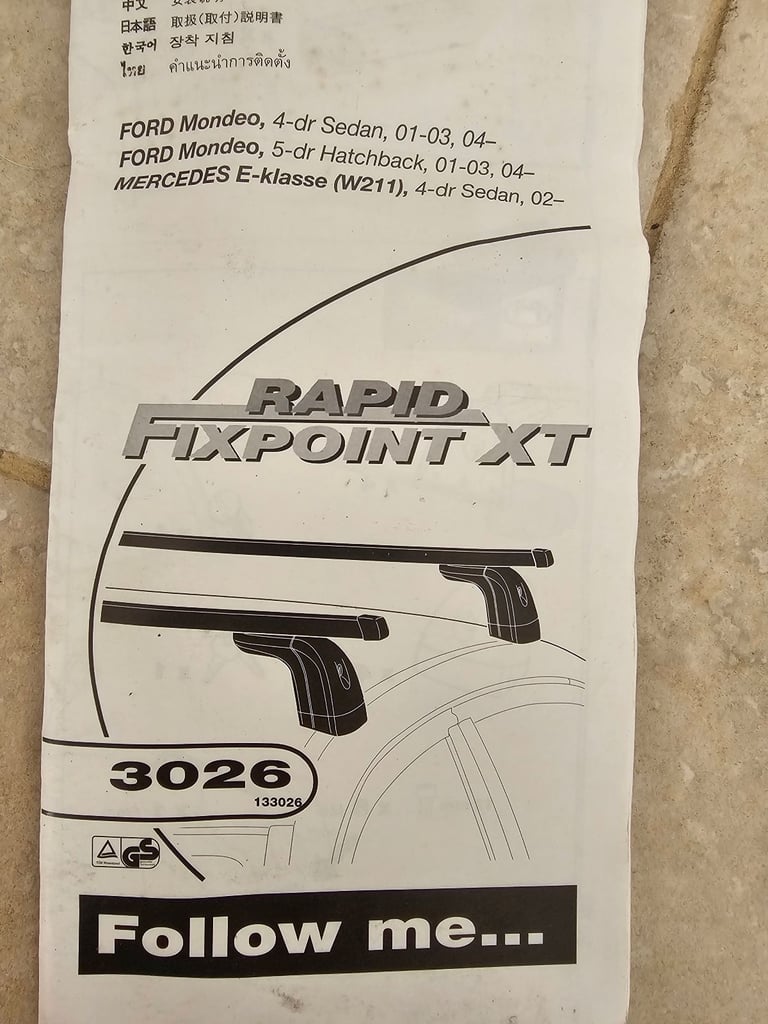 中文
日本語 取扱(取付)説明書
한국어 장착 지침
ไทย คำแนะนำการติดตั้ง
FORD Mondeo, 4-dr Sedan, 01-03, 04–
FORD Mondeo, 5-dr Hatchback, 01-03, 04–
MERCEDES E-klasse (W211), 4-dr Sedan, 02–
RAPID
FIXPOINT XT
3026
133026
GS
Follow me...